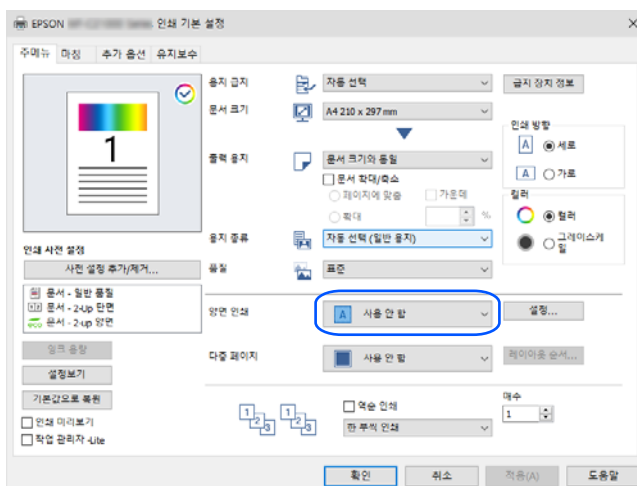 EPSON 인쇄 기본 설정
주메뉴 마침 추가 옵션 유지보수
용지 급지 자동 선택 급지 장치 정보
문서 크기 A4 210 x 297 mm
인쇄 방향
A 세로
A 가로
출력 용지 문서 크기와 동일
문서 확대/축소
페이지에 맞춤 가운데
확대 %
컬러
컬러
그레이스케일
1
용지 종류 자동 선택 (일반 용지)
인쇄 사전 설정
사전 설정 추가/제거...
품질 표준
문서 - 일반 품질
문서 - 2-up 단면
eco 문서 - 2-up 양면
양면 인쇄 A 사용 안 함 설정...
잉크 용량
다중 페이지 사용 안 함 페이아웃 순서...
설정보기
기본값으로 복원
인쇄 미리보기
작업 관리자 -Lite
1 2 3 1 2 3
역순 인쇄
한 부씩 인쇄
매수
1
확인 취소 적용(A) 도움말